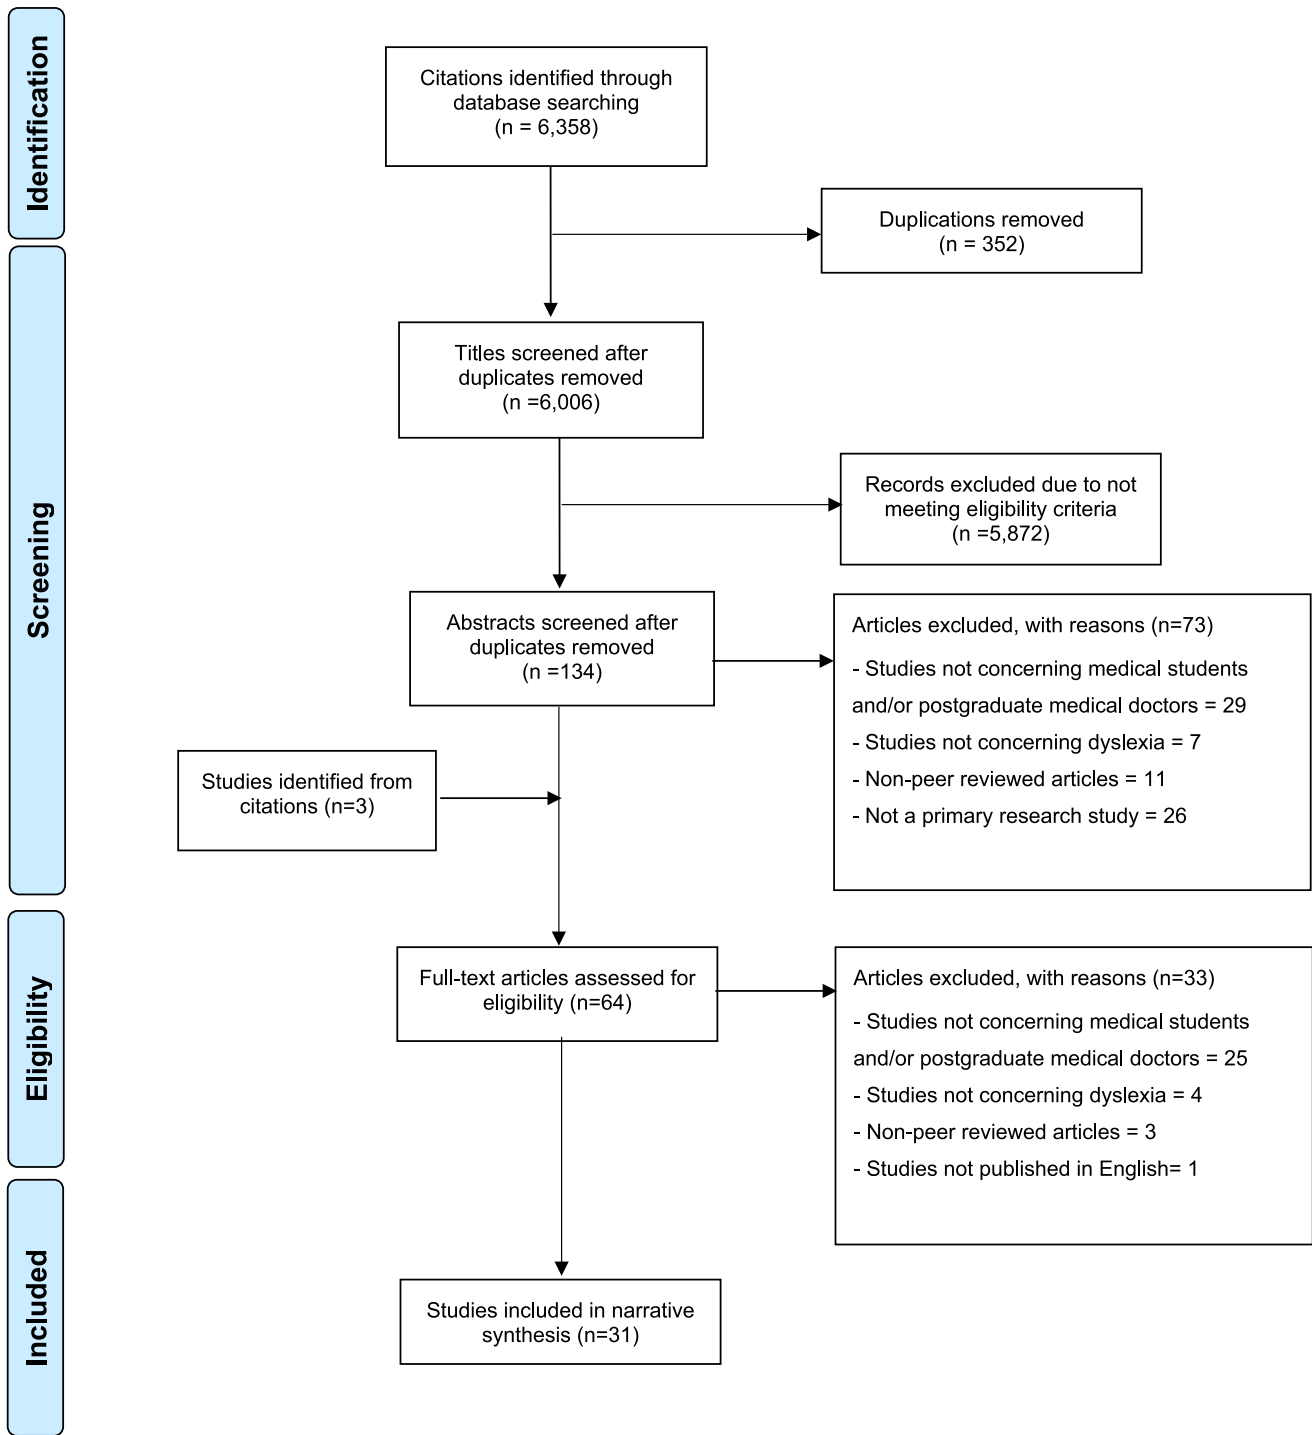 Identification
Citations identified through
database searching
(n = 6,358)
Duplications removed
(n = 352)
Screening
Titles screened after
duplicates removed
(n =6,006)
Records excluded due to not
meeting eligibility criteria
(n =5,872)
Abstracts screened after
duplicates removed
(n =134)
Articles excluded, with reasons (n=73)
- Studies not concerning medical students
and/or postgraduate medical doctors = 29
- Studies not concerning dyslexia = 7
- Non-peer reviewed articles = 11
- Not a primary research study = 26
Studies identified from
citations (n=3)
Eligibility
Full-text articles assessed for
eligibility (n=64)
Articles excluded, with reasons (n=33)
- Studies not concerning medical students
and/or postgraduate medical doctors = 25
- Studies not concerning dyslexia = 4
- Non-peer reviewed articles = 3
- Studies not published in English= 1
Included
Studies included in narrative
synthesis (n=31)